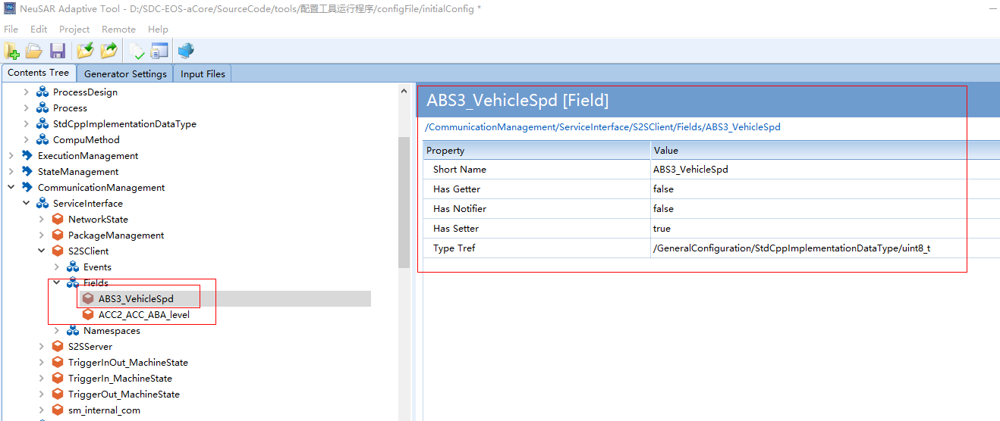 NeuSAR Adaptive Tool - D:/SDC-EOS-aCore/SourceCode/tools/配置工具运行程序/configFile/initialConfig *
File Edit Project Remote Help
Contents Tree Generator Settings Input Files
ProcessDesign
Process
StdCppImplementationDataType
CompuMethod
ExecutionManagement
StateManagement
CommunicationManagement
ServiceInterface
NetworkState
PackageManagement
S2SClient
Events
Fields
ABS3_VehicleSpd
ACC2_ACC_ABA_level
Namespaces
S2SServer
TriggerInOut_MachineState
TriggerIn_MachineState
TriggerOut_MachineState
sm_internal_com
ABS3_VehicleSpd [Field]
/CommunicationManagement/ServiceInterface/S2SClient/Fields/ABS3_VehicleSpd
Property Value
Short Name ABS3_VehicleSpd
Has Getter false
Has Notifier false
Has Setter true
Type Tref /GeneralConfiguration/StdCppImplementationDataType/uint8_t